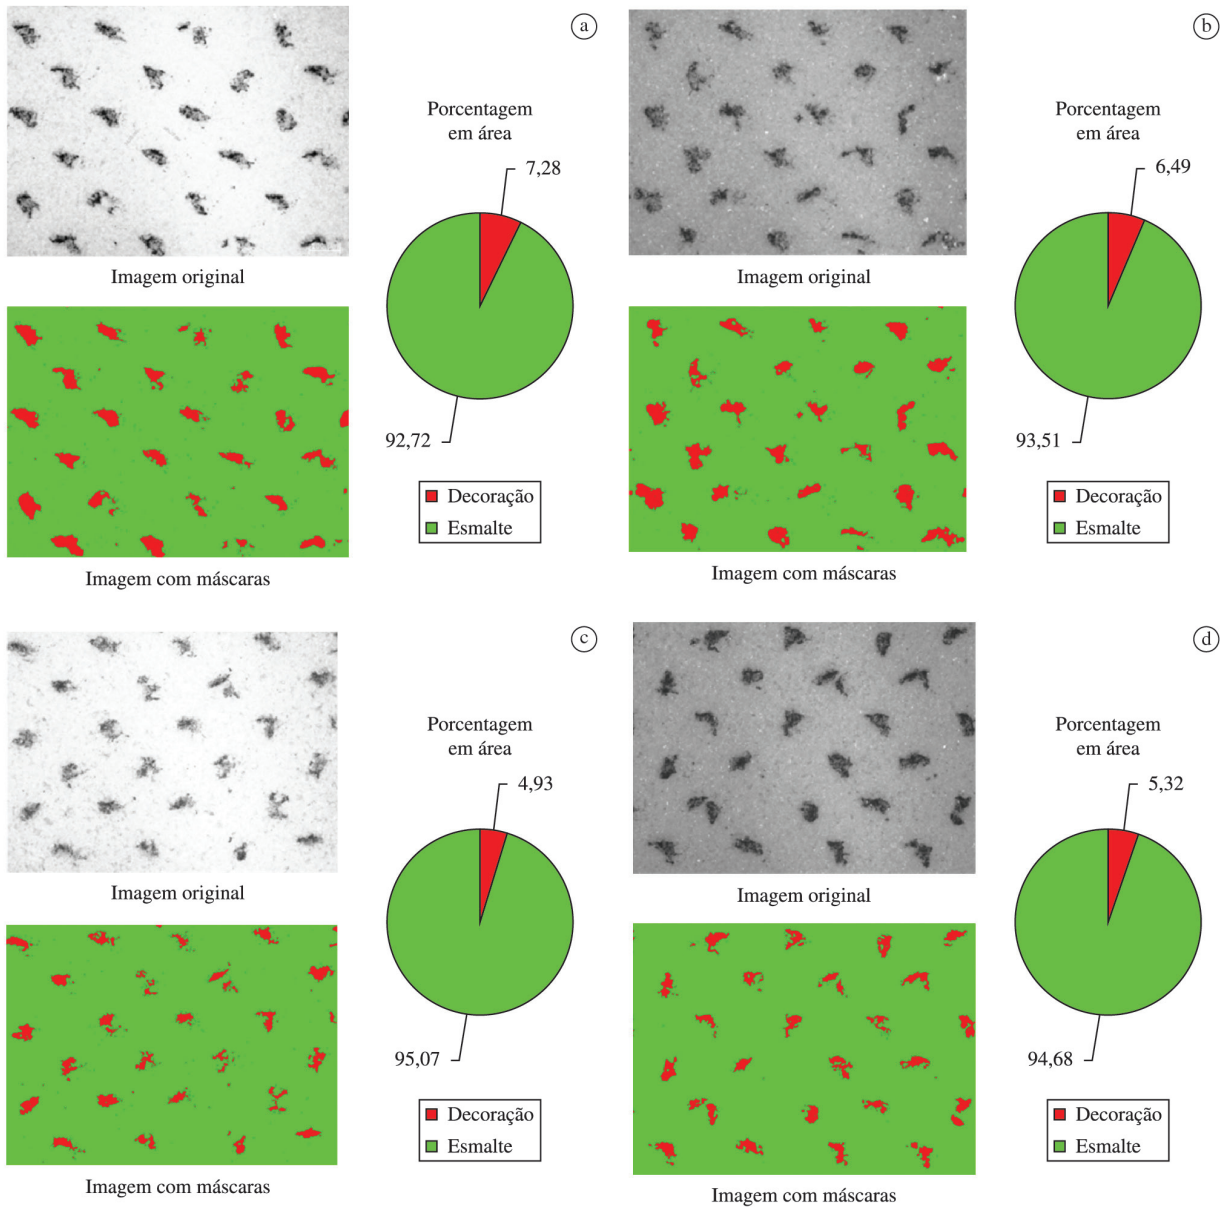 a
Porcentagem
em área
7,28
92,72
Decoração
Esmalte
Imagem original
Imagem com máscaras
b
Porcentagem
em área
6,49
93,51
Decoração
Esmalte
Imagem original
Imagem com máscaras
c
Porcentagem
em área
4,93
95,07
Decoração
Esmalte
Imagem original
Imagem com máscaras
d
Porcentagem
em área
5,32
94,68
Decoração
Esmalte
Imagem original
Imagem com máscaras